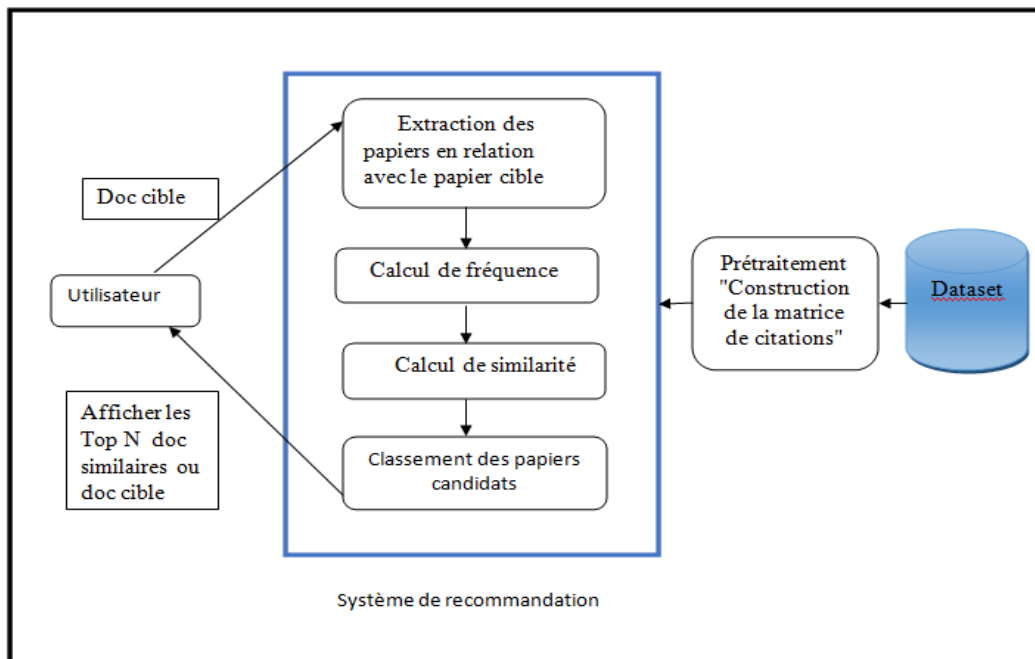 Extraction des
papiers en relation
avec le papier cible
Doc cible
Calcul de fréquence
Prétraitement
"Construction
de la matrice
de citations"
Dataset
Utilisateur
Calcul de similarité
Afficher les
Top N doc
similaires ou
doc cible
Classement des papiers
candidats
Système de recommandation